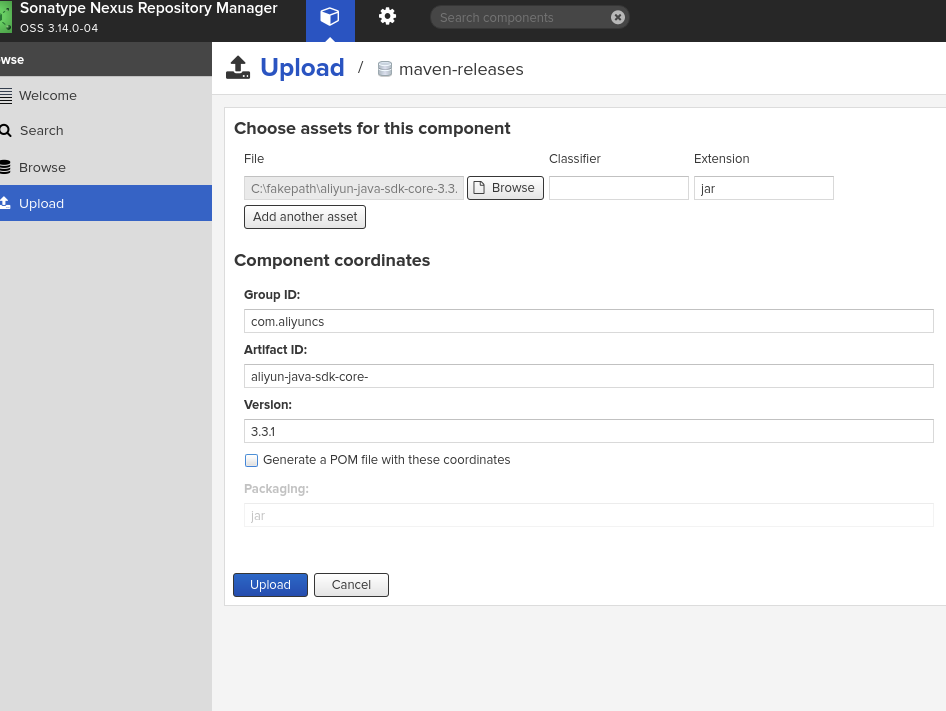 Sonatype Nexus Repository Manager
OSS 3.14.0-04
Search components
wse
Upload / maven-releases
Welcome
Search
Browse
Upload
Choose assets for this component
File Classifier Extension
C:\fakepath\aliyun-java-sdk-core-3.3. Browse jar
Add another asset
Component coordinates
Group ID:
com.aliyuncs
Artifact ID:
aliyun-java-sdk-core-
Version:
3.3.1
Generate a POM file with these coordinates
Packaging:
jar
Upload Cancel